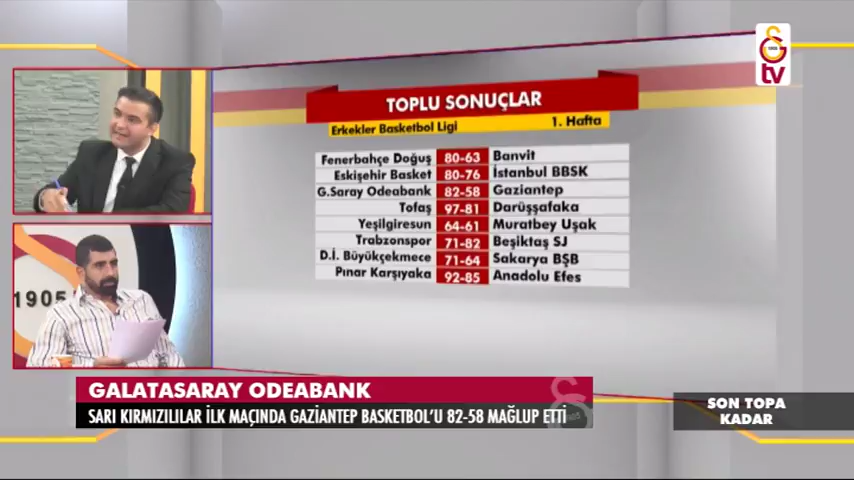 1905
tv
TOPLU SONUÇLAR
Erkekler Basketbol Ligi 1. Hafta
Fenerbahçe Doğuş 80-63 Banvit
Eskişehir Basket 80-76 İstanbul BBSK
G.Saray Odeabank 82-58 Gaziantep
Tofaş 97-81 Darüşşafaka
Yeşilgiresun 64-61 Muratbey Uşak
Trabzonspor 71-82 Beşiktaş SJ
D.İ. Büyükçekmece 71-64 Sakarya BŞB
Pınar Karşıyaka 92-85 Anadolu Efes
1905
GALATASARAY ODEABANK
SARI KIRMIZILILAR İLK MAÇINDA GAZİANTEP BASKETBOL'U 82-58 MAĞLUP ETTİ
SON TOPA
KADAR